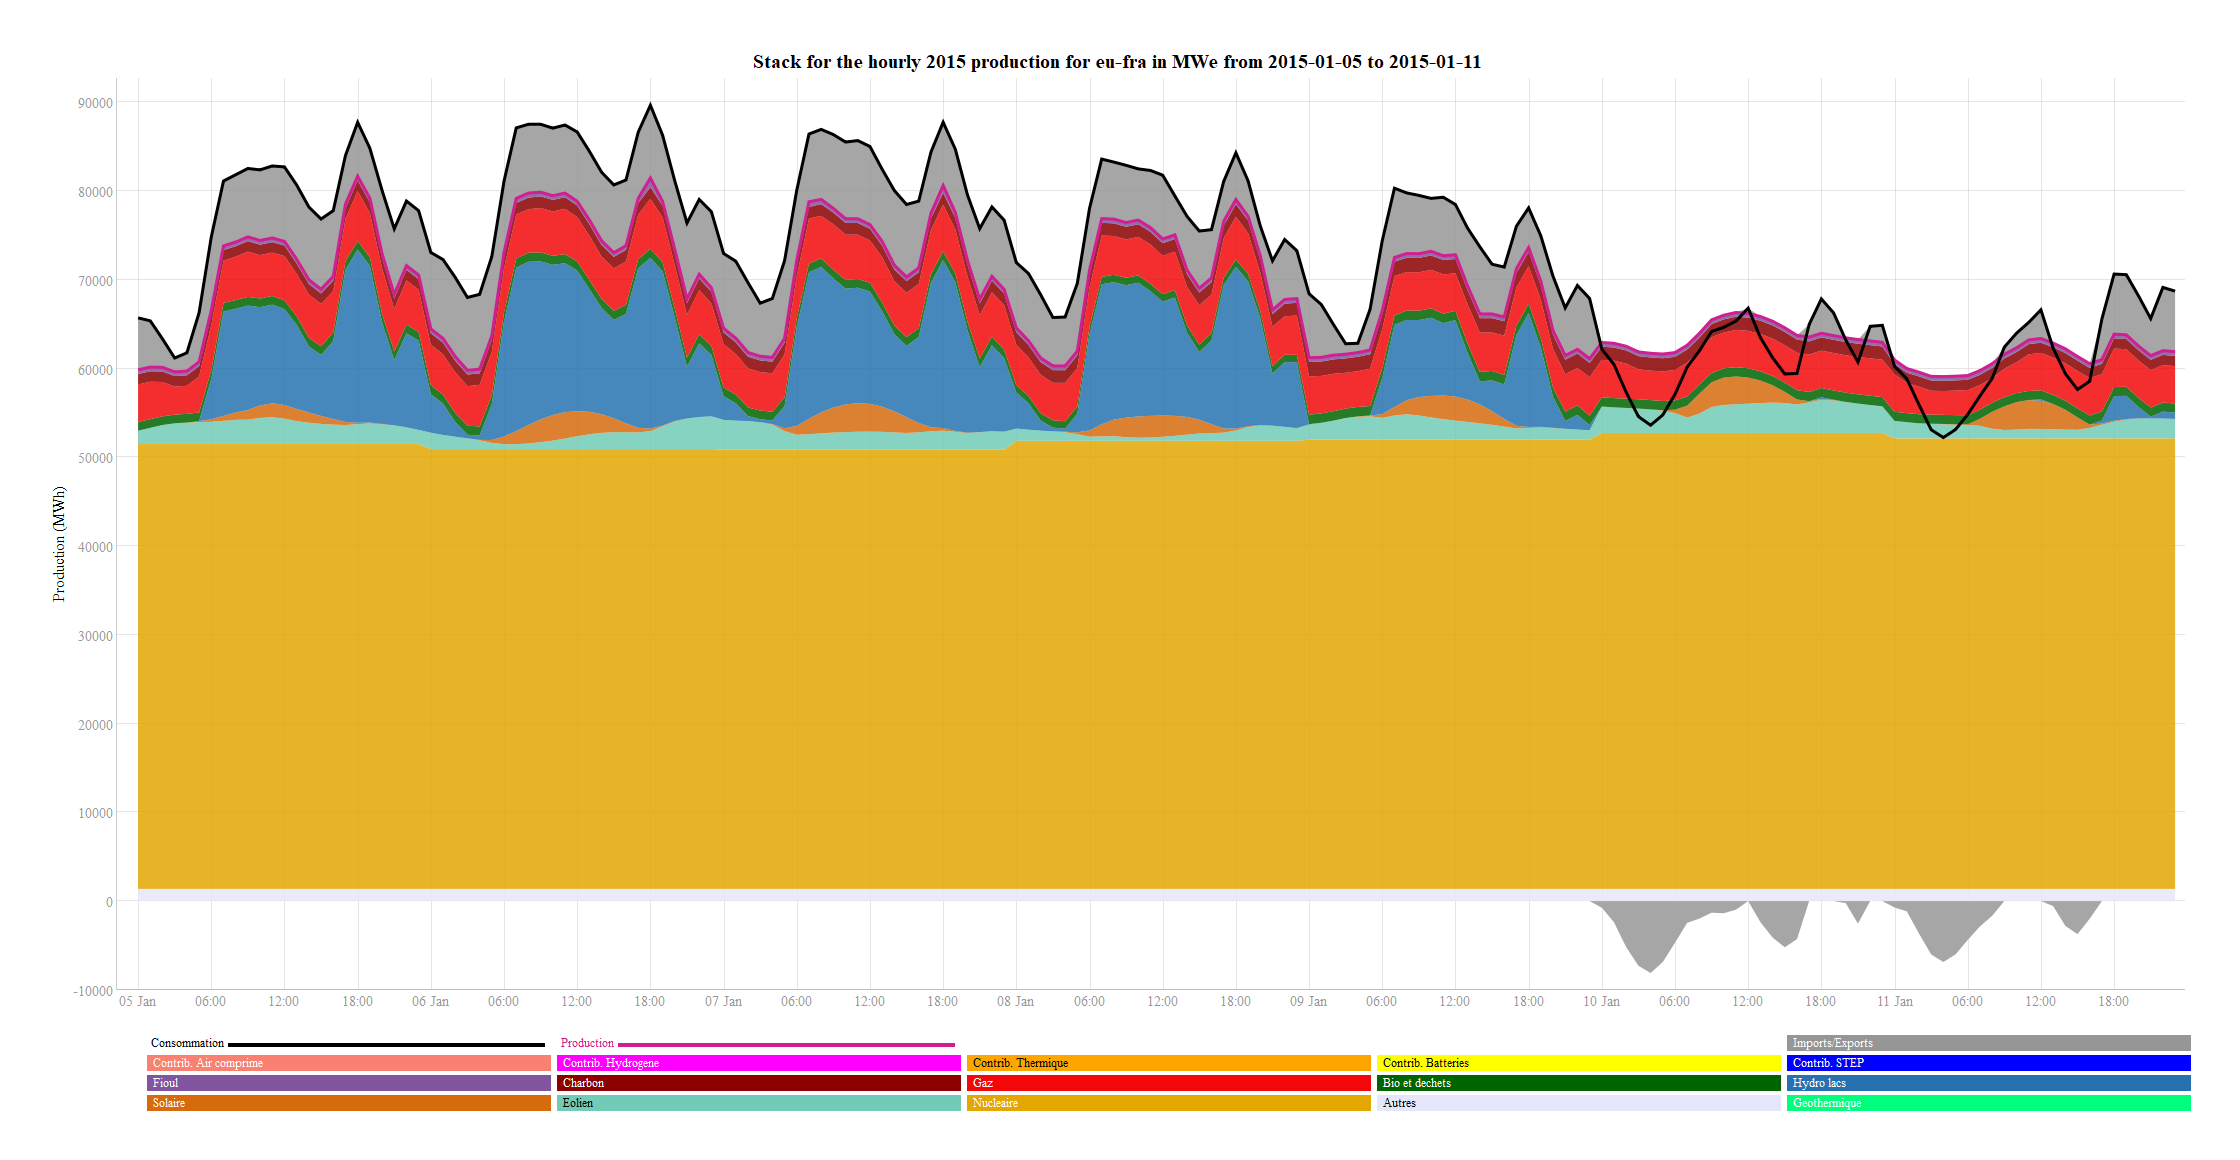 Stack for the hourly 2015 production for eu-fra in MWe from 2015-01-05 to 2015-01-11
90000
80000
70000
60000
50000
40000
30000
20000
10000
0
-10000
Production (MWh)
05 Jan 06:00 12:00 18:00 06 Jan 06:00 12:00 18:00 07 Jan 06:00 12:00 18:00 08 Jan 06:00 12:00 18:00 09 Jan 06:00 12:00 18:00 10 Jan 06:00 12:00 18:00 11 Jan 06:00 12:00 18:00
Consommation Production Imports/Exports
Contrib. Air comprime Contrib. Hydrogene Contrib. Thermique Contrib. Batteries Contrib. STEP
Fioul Charbon Gaz Bio et dechets Hydro lacs
Solaire Eolien Nucleaire Autres Geothermique